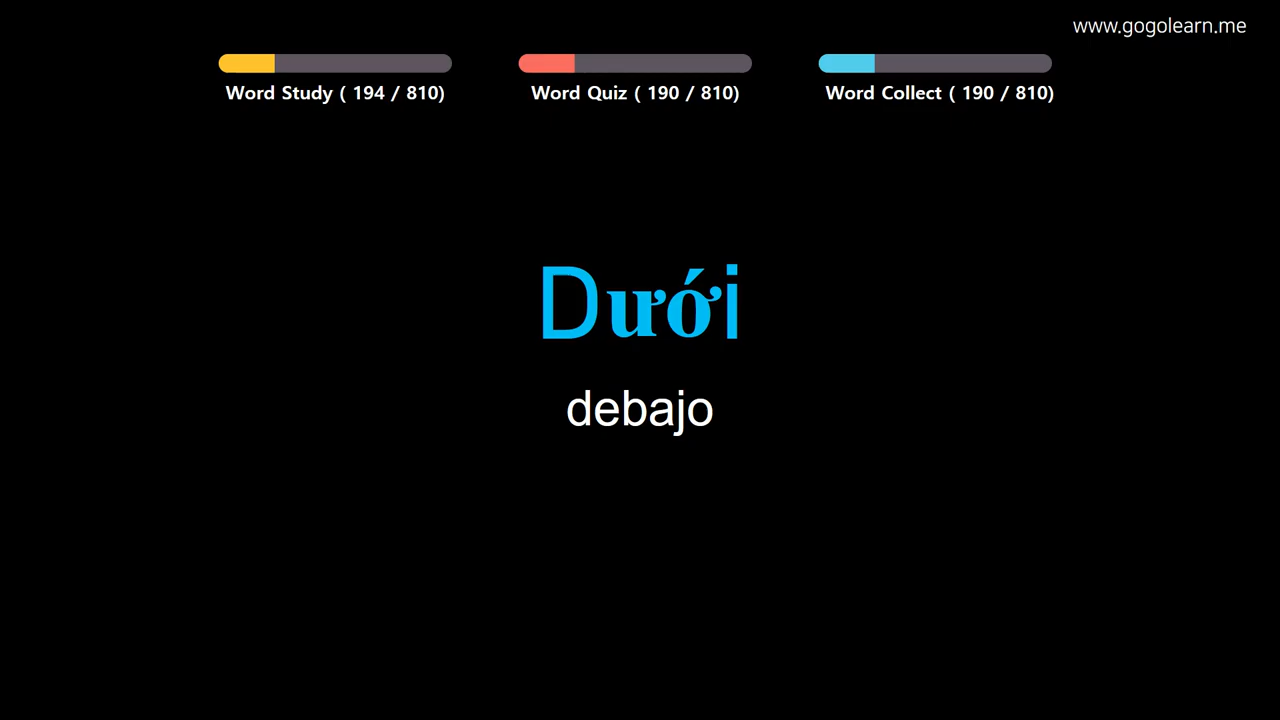 www.gogolearn.me
Word Study ( 194 / 810)
Word Quiz ( 190 / 810)
Word Collect ( 190 / 810)
Dưới
debajo